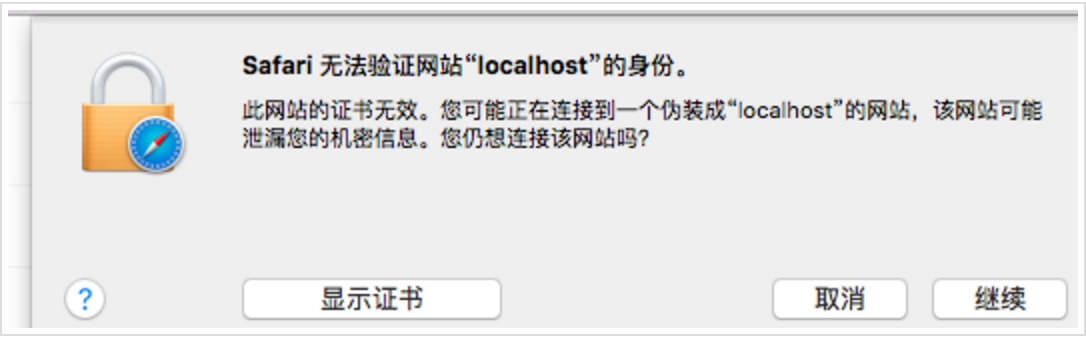 Safari 无法验证网站“localhost”的身份。
此网站的证书无效。您可能正在连接到一个伪装成“localhost”的网站，该网站可能
泄漏您的机密信息。您仍想连接该网站吗？
?
显示证书
取消
继续